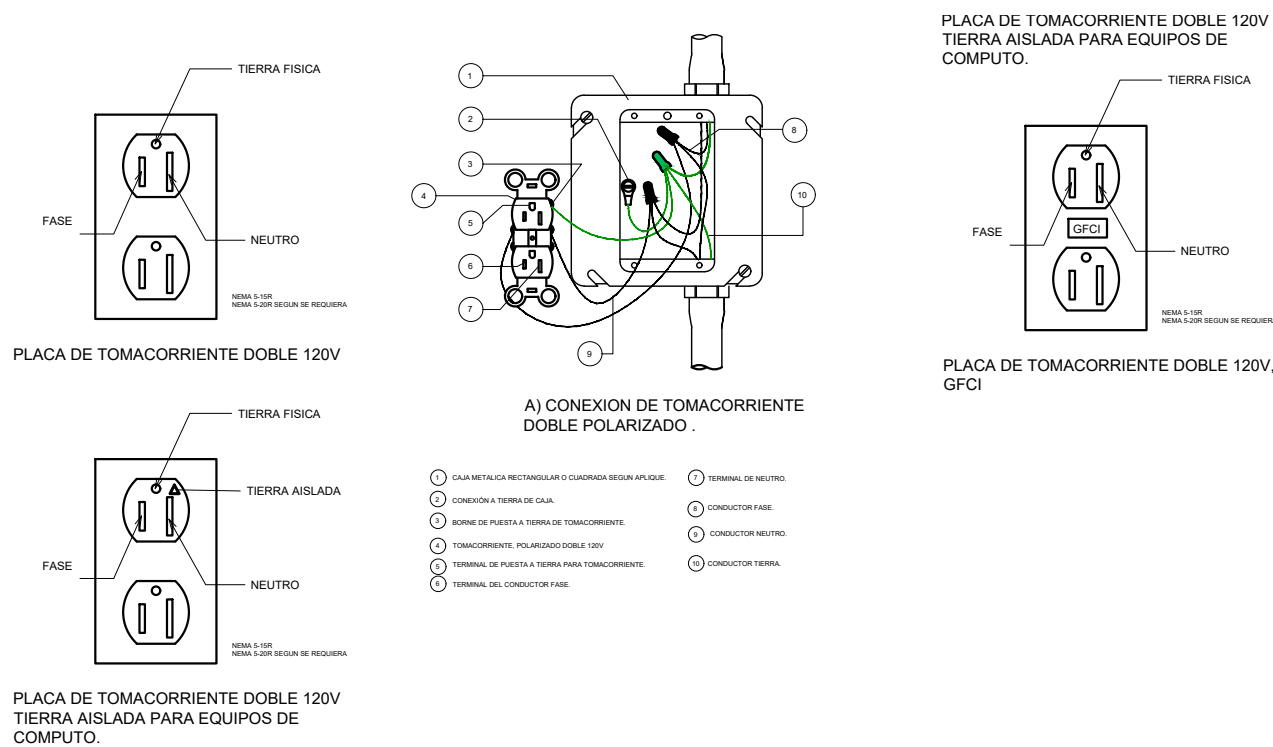 TIERRA FISICA
FASE
NEUTRO
NEMA 5-15R
NEMA 5-20R SEGUN SE REQUIERA
PLACA DE TOMACORRIENTE DOBLE 120V
TIERRA FISICA
TIERRA AISLADA
FASE
NEUTRO
NEMA 5-15R
NEMA 5-20R SEGUN SE REQUIERA
PLACA DE TOMACORRIENTE DOBLE 120V
TIERRA AISLADA PARA EQUIPOS DE
COMPUTO.
1
2
3
4
5
6
7
8
10
9
A) CONEXION DE TOMACORRIENTE
DOBLE POLARIZADO .
1 CAJA METALICA RECTANGULAR O CUADRADA SEGUN APLIQUE.
2 CONEXIÓN A TIERRA DE CAJA.
3 BORNE DE PUESTA A TIERRA DE TOMACORRIENTE.
4 TOMACORRIENTE, POLARIZADO DOBLE 120V
5 TERMINAL DE PUESTA A TIERRA PARA TOMACORRIENTE.
6 TERMINAL DEL CONDUCTOR FASE.
7 TERMINAL DE NEUTRO.
8 CONDUCTOR FASE.
9 CONDUCTOR NEUTRO.
10 CONDUCTOR TIERRA.
PLACA DE TOMACORRIENTE DOBLE 120V
TIERRA AISLADA PARA EQUIPOS DE
COMPUTO.
TIERRA FISICA
FASE
GFCI
NEUTRO
NEMA 5-15R
NEMA 5-20R SEGUN SE REQUIERA
PLACA DE TOMACORRIENTE DOBLE 120V,
GFCI